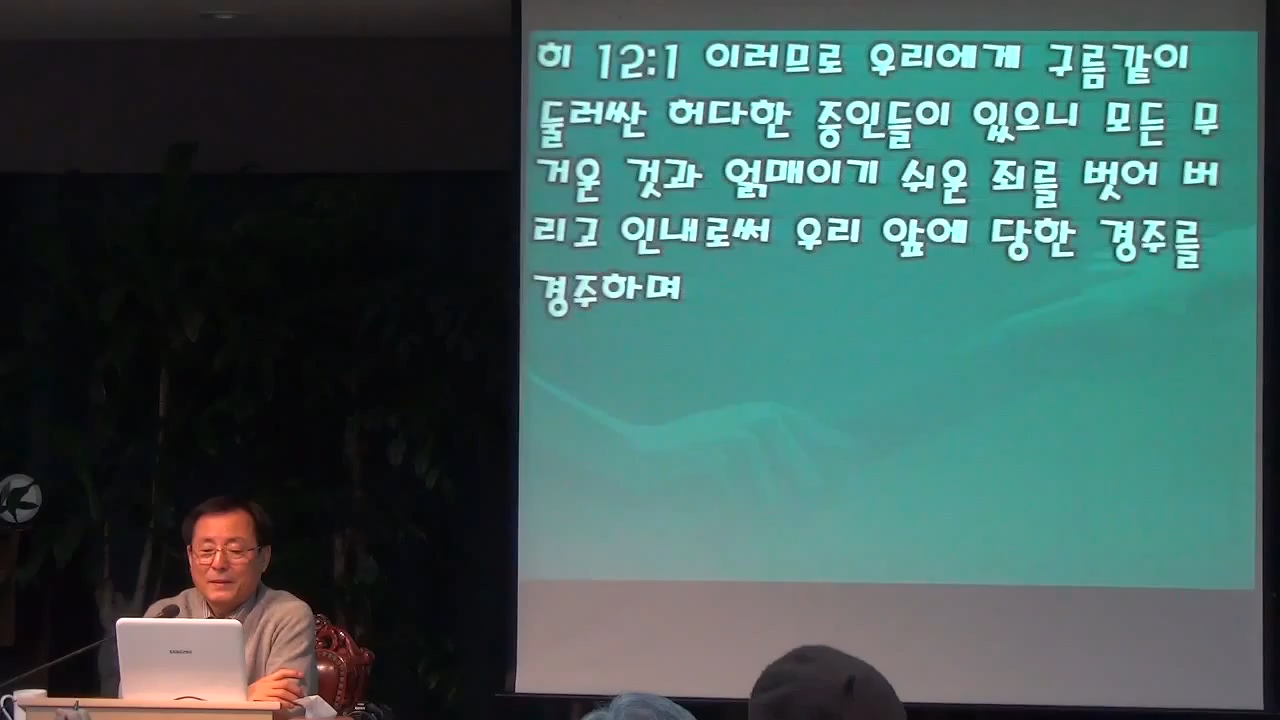 히 12:1 이러므로 우리에게 구름같이
둘러싼 허다한 증인들이 있으니 모든 무
거운 것과 얽매이기 쉬운 죄를 벗어 버
리고 인내로써 우리 앞에 당한 경주를
경주하며
SAMSUNG